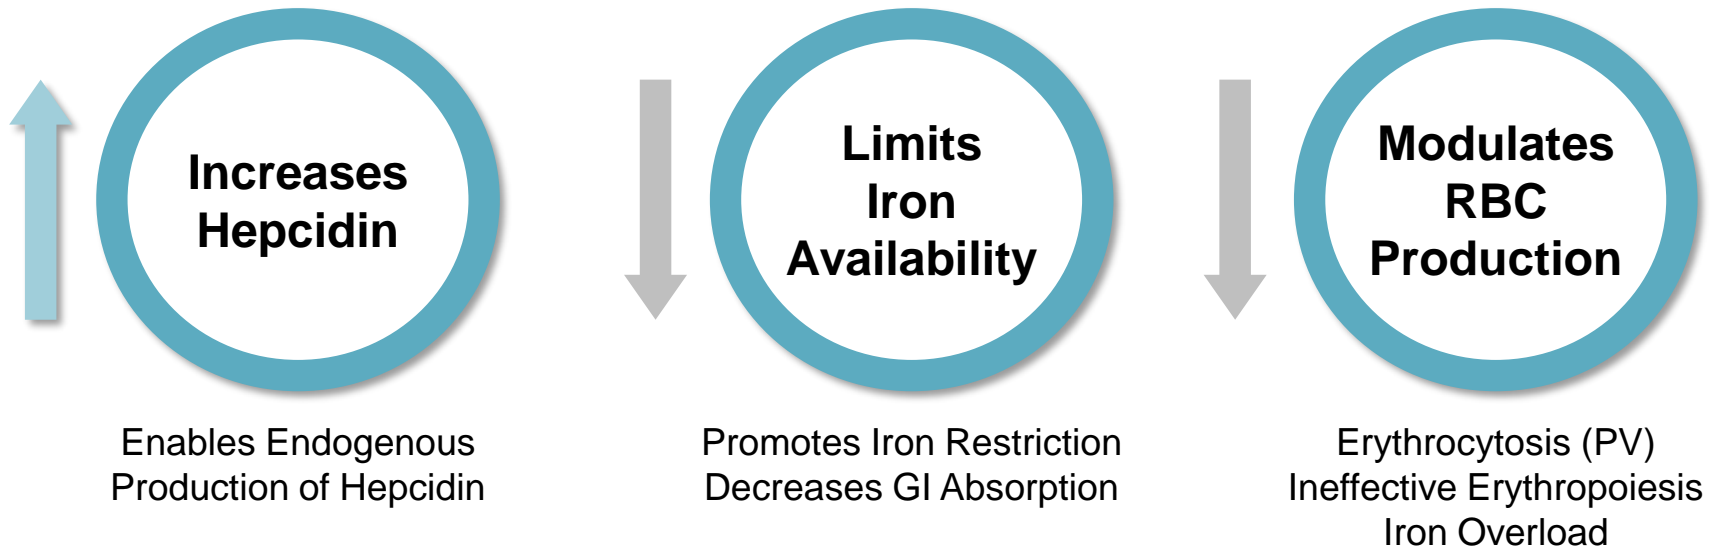 Increases
Hepcidin
Enables Endogenous
Production of Hepcidin
Limits
Iron
Availability
Promotes Iron Restriction
Decreases GI Absorption
Modulates
RBC
Production
Erythrocytosis (PV)
Ineffective Erythropoiesis
Iron Overload